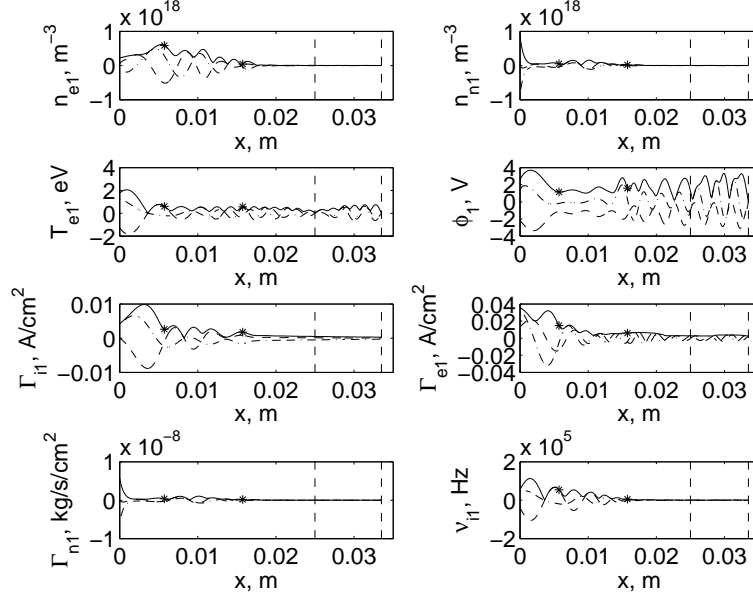 x 10^18
n_e1, m^−3
1
0
−1
0 0.01 0.02 0.03
x, m
x 10^18
n_n1, m^−3
1
0
−1
0 0.01 0.02 0.03
x, m
T_e1, eV
4
2
0
−2
0 0.01 0.02 0.03
x, m
ϕ_1, V
4
2
0
−2
−4
0 0.01 0.02 0.03
x, m
Γ_i1, A/cm^2
0.01
0
−0.01
0 0.01 0.02 0.03
x, m
Γ_e1, A/cm^2
0.04
0.02
0.00
−0.02
−0.04
0 0.01 0.02 0.03
x, m
x 10^−8
Γ_n1, kg/s/cm^2
1
0
−1
0 0.01 0.02 0.03
x, m
x 10^5
ν_i1, Hz
2
0
−2
0 0.01 0.02 0.03
x, m